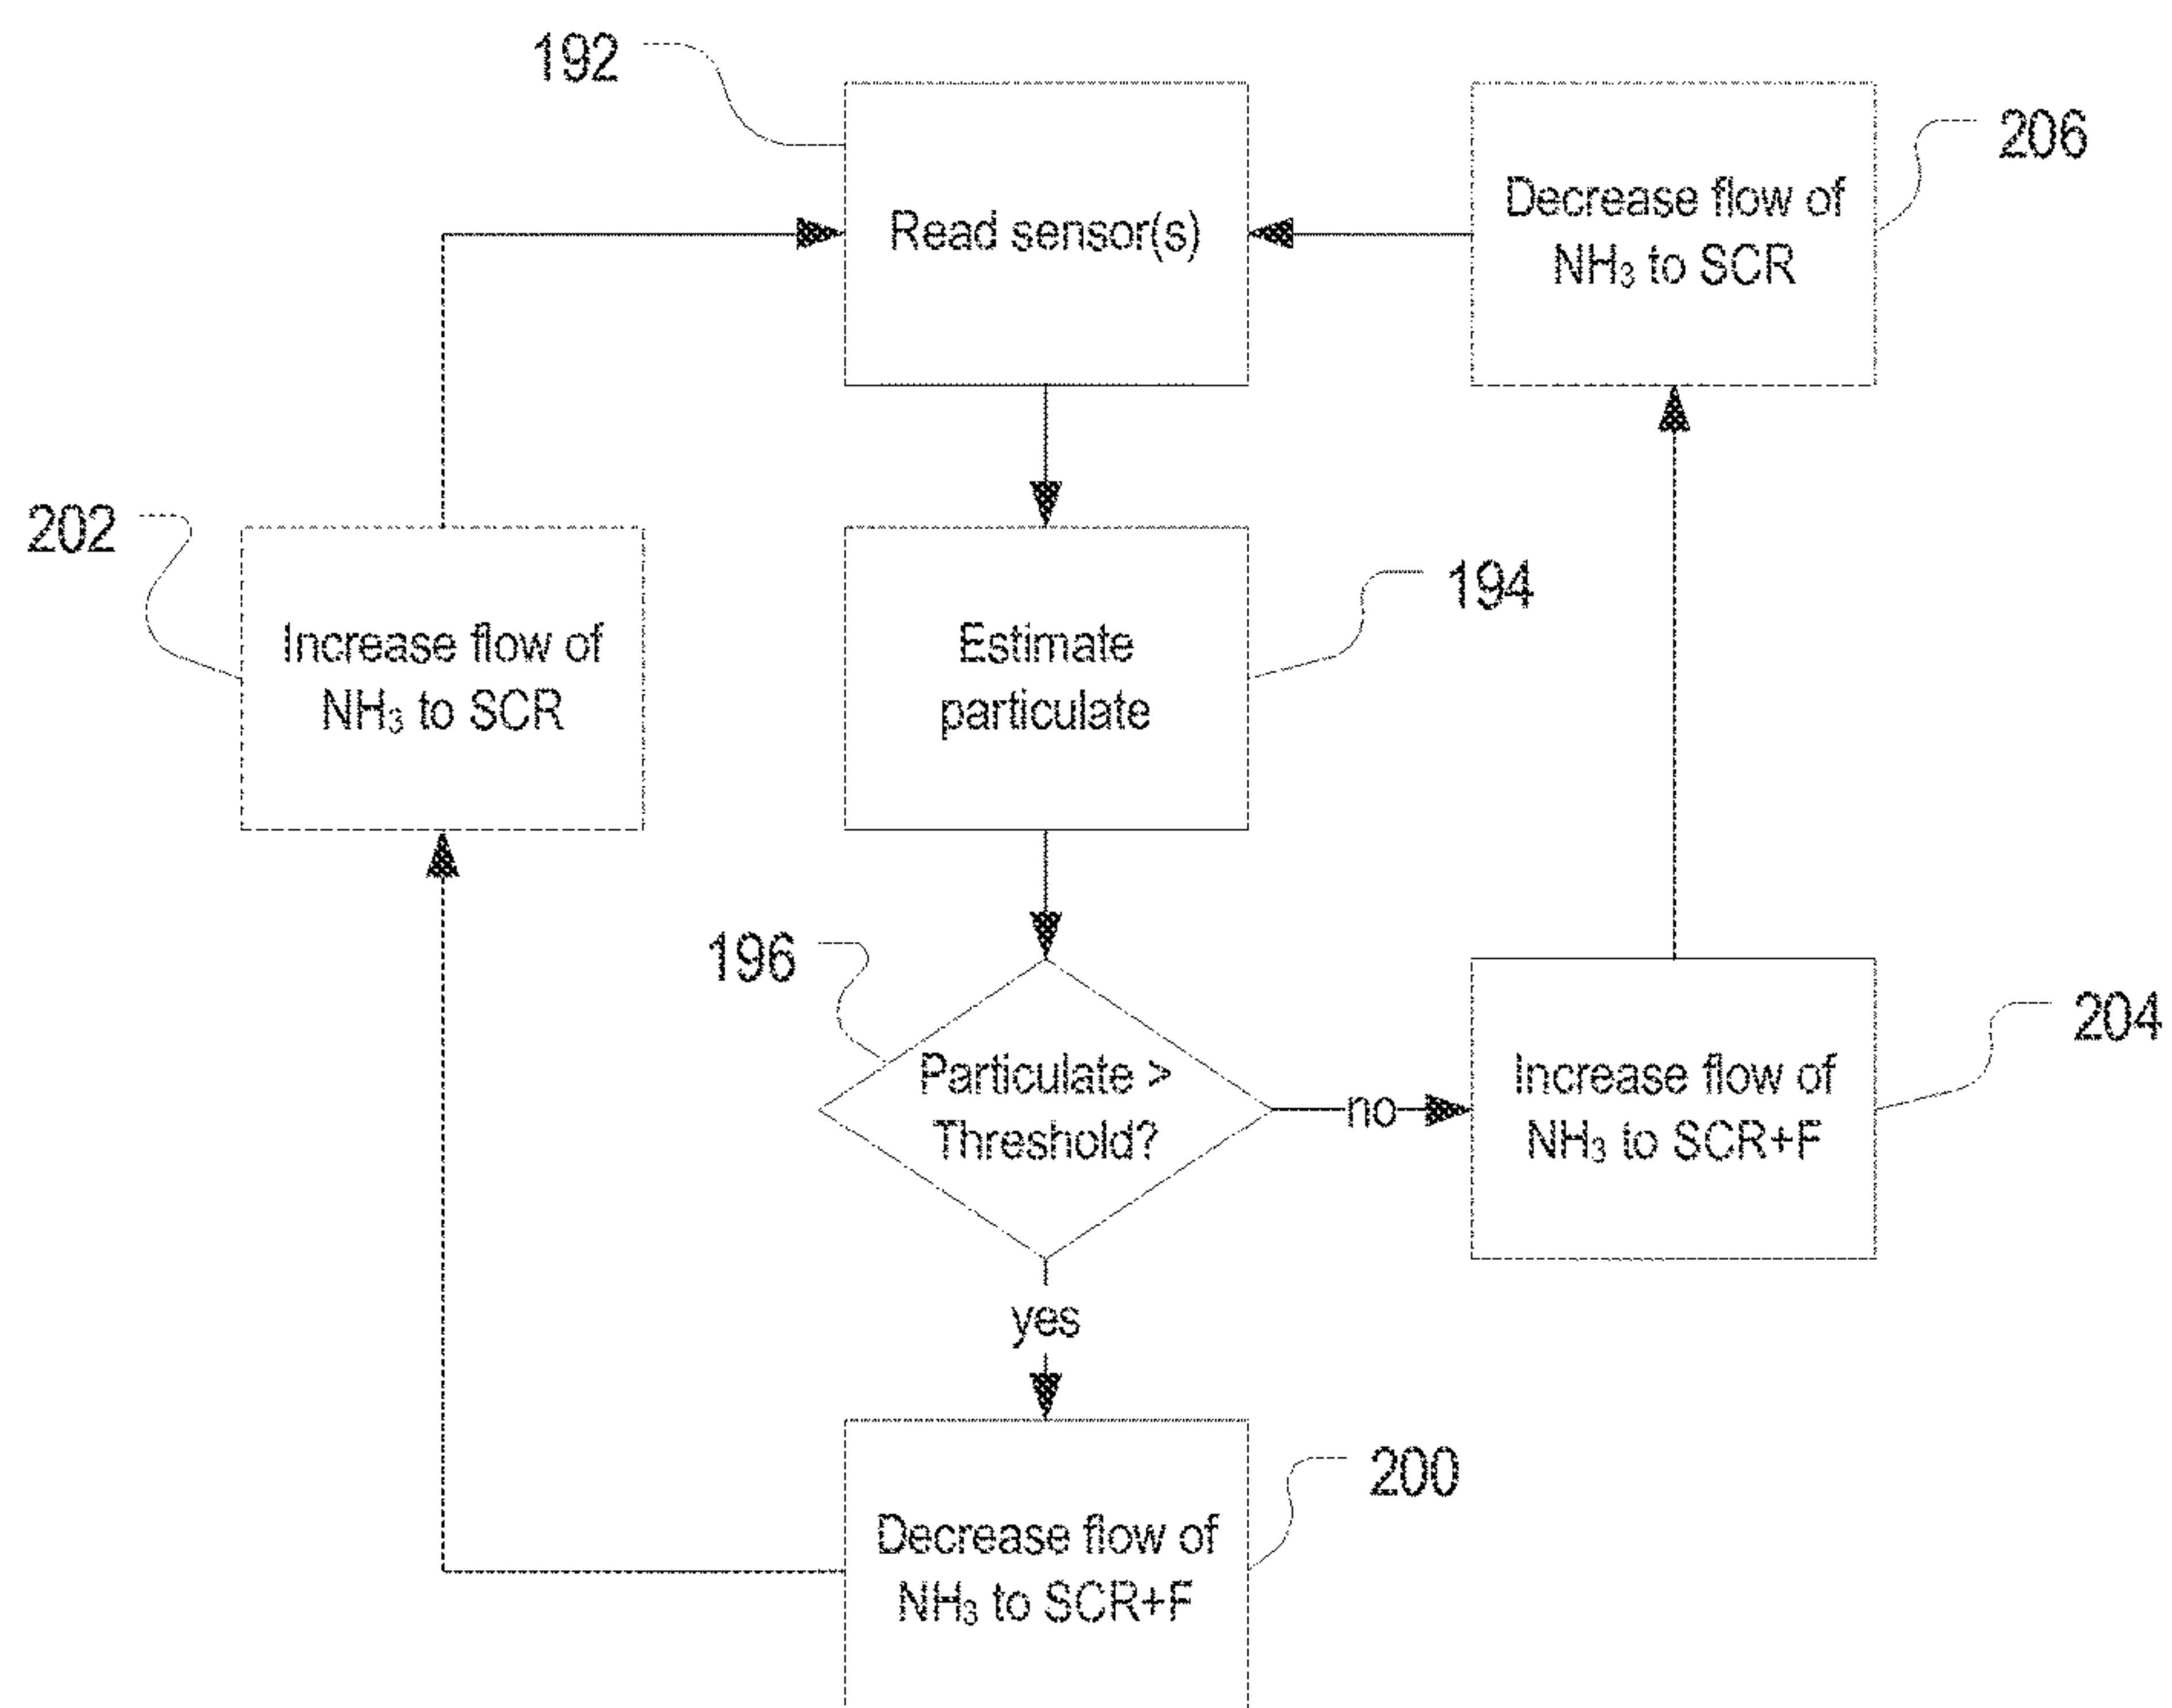 192
Read sensor(s)
Decrease flow of
NH₃ to SCR
206
202
Increase flow of
NH₃ to SCR
Estimate
particulate
194
196
Particulate >
Threshold?
no
Increase flow of
NH₃ to SCR+F
204
yes
Decrease flow of
NH₃ to SCR+F
200